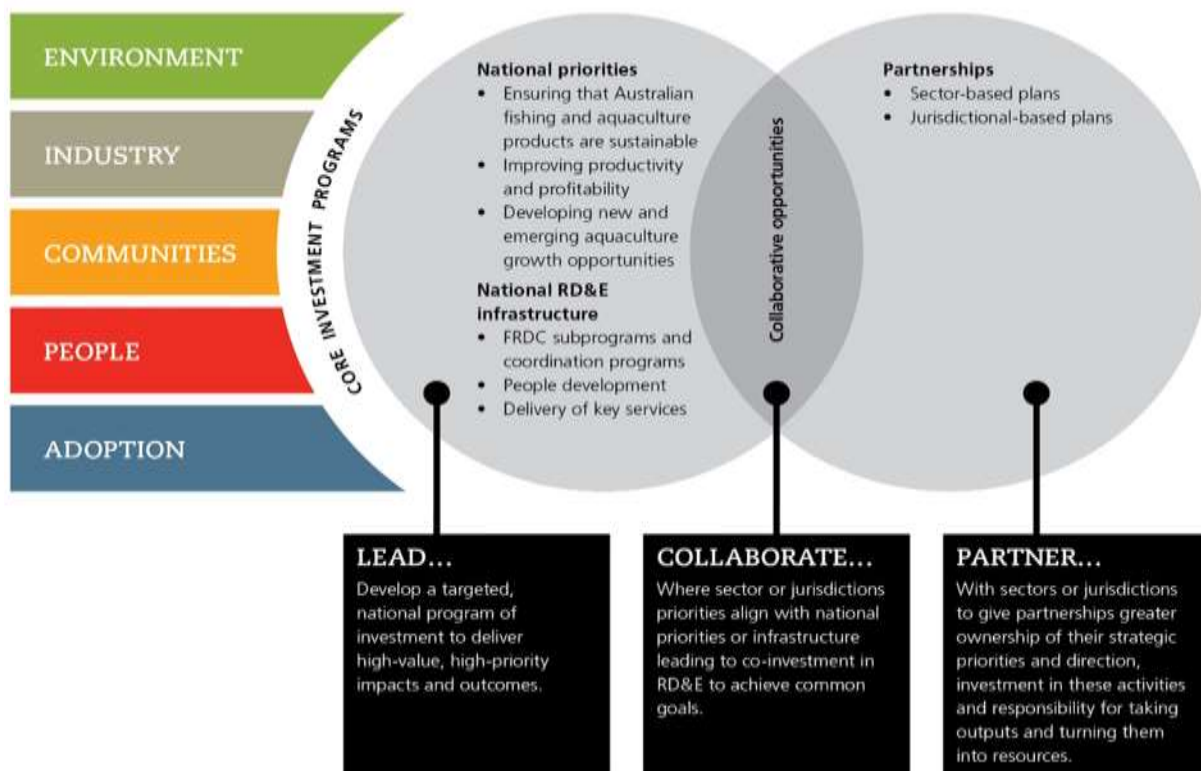 ENVIRONMENT
INDUSTRY
COMMUNITIES
PEOPLE
ADOPTION
CORE INVESTMENT PROGRAMS
National priorities
• Ensuring that Australian
fishing and aquaculture
products are sustainable
• Improving productivity
and profitability
• Developing new and
emerging aquaculture
growth opportunities
National RD&E
infrastructure
• FRDC subprograms and
coordination programs
• People development
• Delivery of key services
Collaborative opportunities
Partnerships
• Sector-based plans
• Jurisdictional-based plans
LEAD...
Develop a targeted,
national program of
investment to deliver
high-value, high-priority
impacts and outcomes.
COLLABORATE...
Where sector or jurisdictions
priorities align with national
priorities or infrastructure
leading to co-investment in
RD&E to achieve common
goals.
PARTNER...
With sectors or jurisdictions
to give partnerships greater
ownership of their strategic
priorities and direction,
investment in these activities
and responsibility for taking
outputs and turning them
into resources.